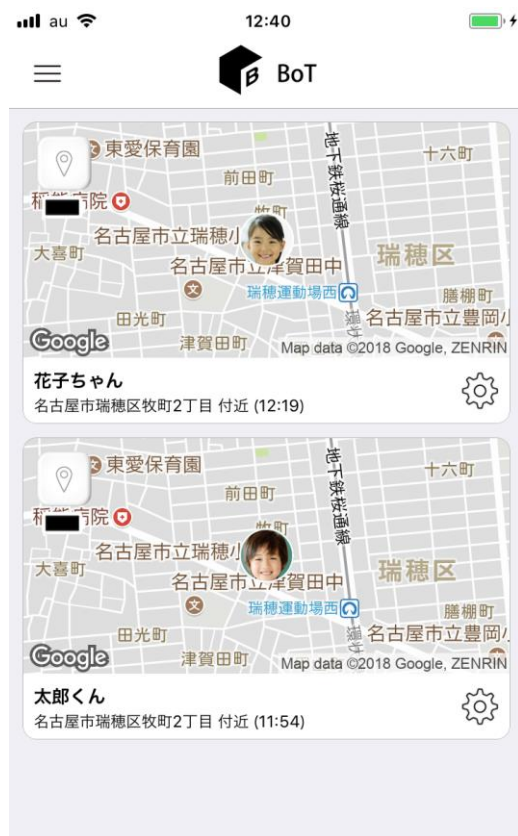 au
12:40
B BoT
東愛保育園
十六町
地下鉄桜通線
前田町
病院
牧町
大喜町
名古屋市立瑞穂小
瑞穂区
名古屋市立津賀田中
文
瑞穂運動場西
膳棚町
田光町
名古屋市立豊岡小
津賀田町
Google
Map data ©2018 Google, ZENRIN
花子ちゃん
名古屋市瑞穂区牧町2丁目 付近 (12:19)
東愛保育園
十六町
地下鉄桜通線
前田町
病院
牧町
大喜町
名古屋市立瑞穂小
瑞穂区
名古屋市立津賀田中
文
瑞穂運動場西
膳棚町
田光町
名古屋市立豊岡小
津賀田町
Google
Map data ©2018 Google, ZENRIN
太郎くん
名古屋市瑞穂区牧町2丁目 付近 (11:54)